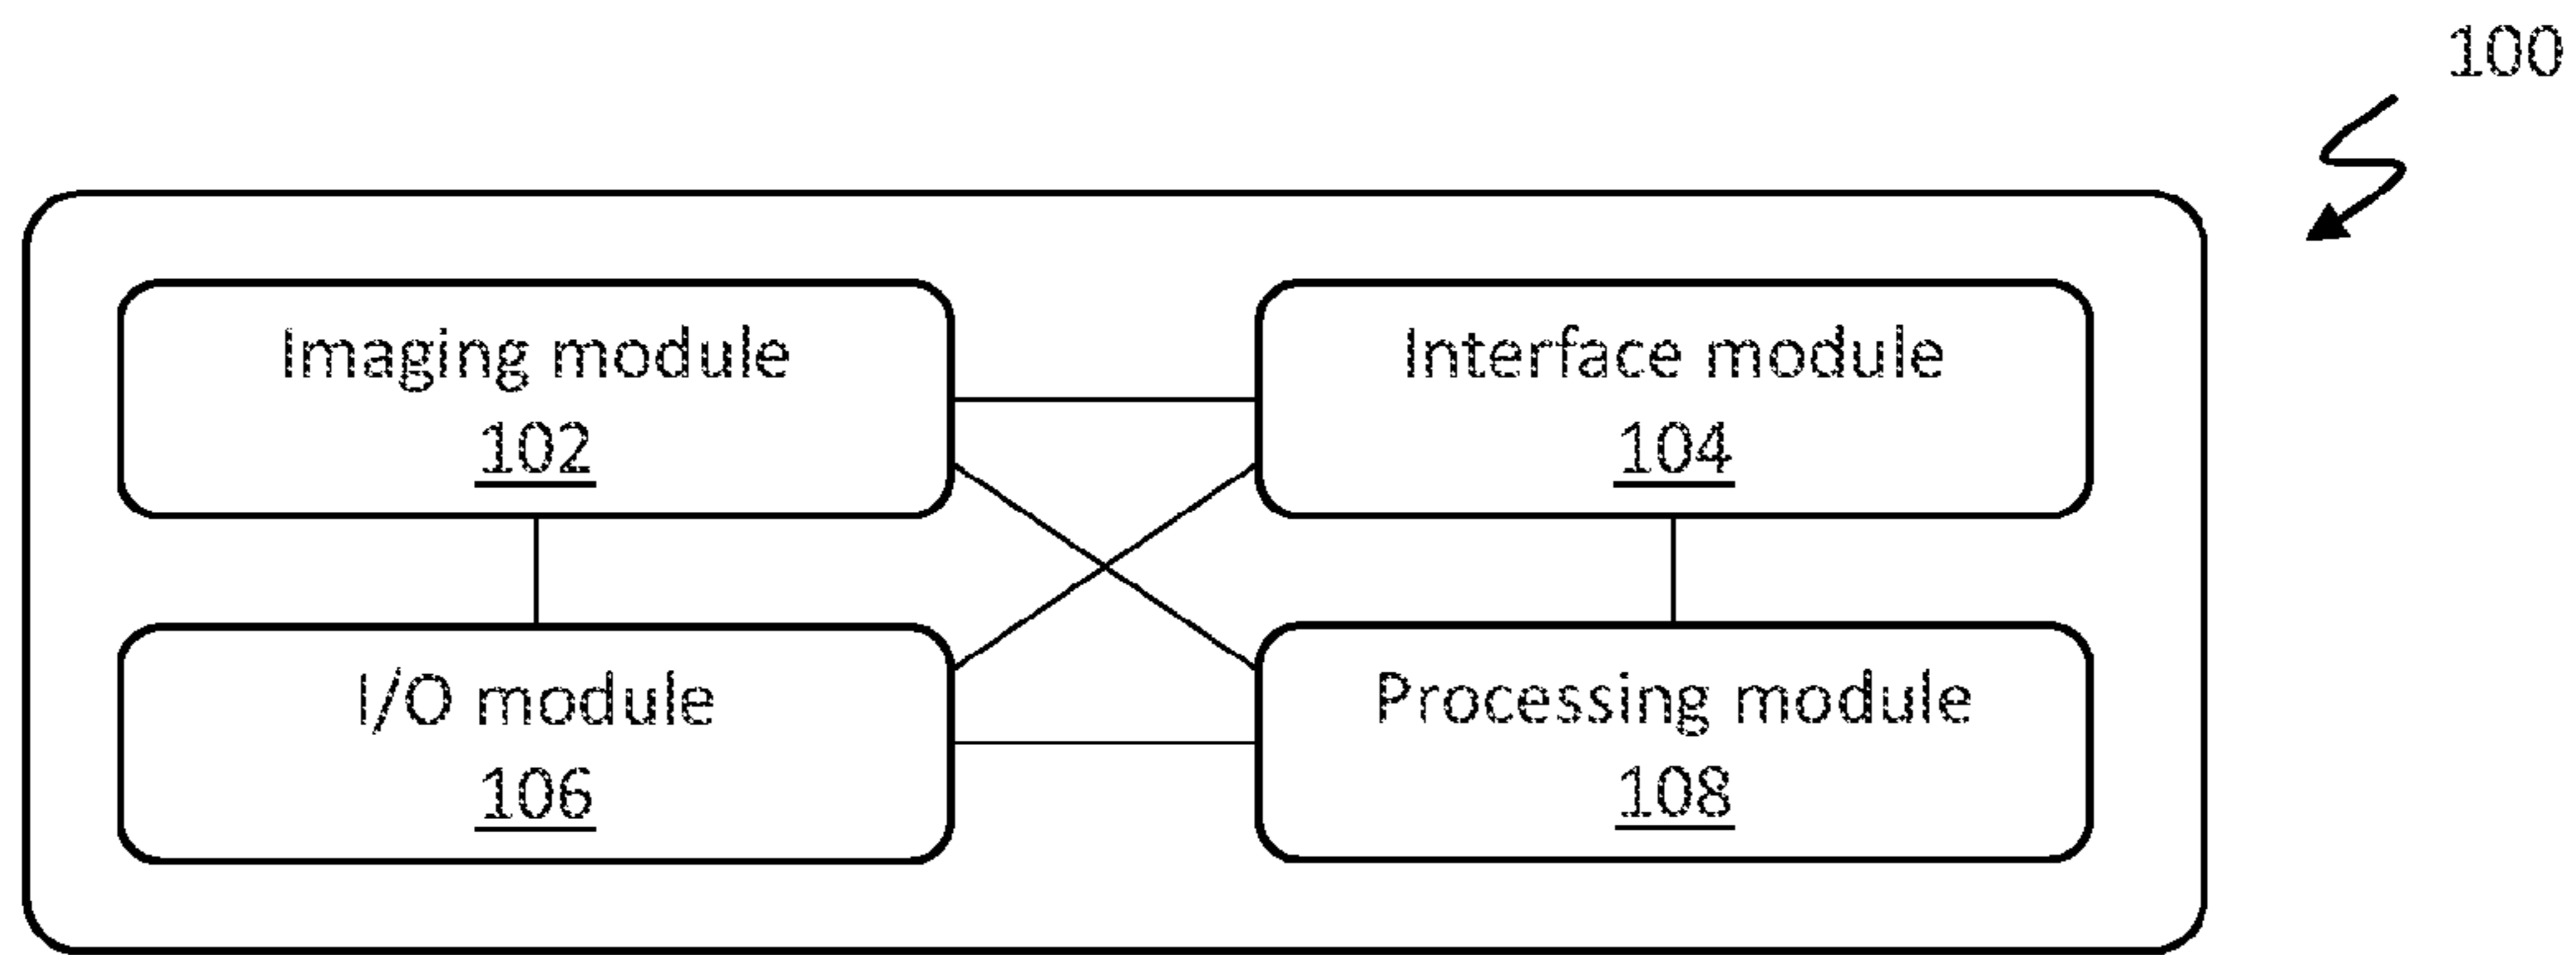 100
Imaging module
102
Interface module
104
I/O module
106
Processing module
108